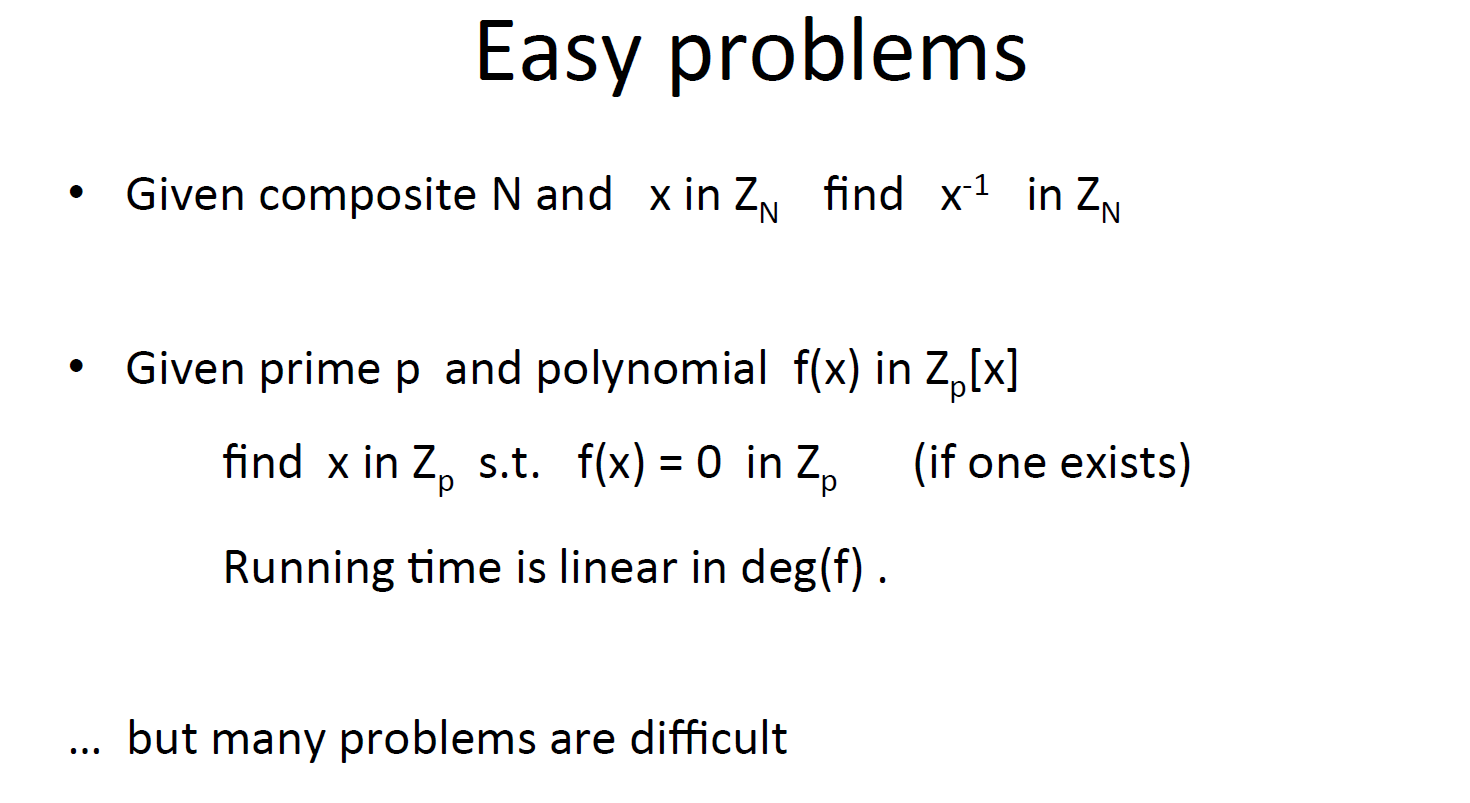 Easy problems
• Given composite N and x in Z_N find x⁻¹ in Z_N
• Given prime p and polynomial f(x) in Z_p[x]
find x in Z_p s.t. f(x) = 0 in Z_p (if one exists)
Running time is linear in deg(f) .
... but many problems are difficult